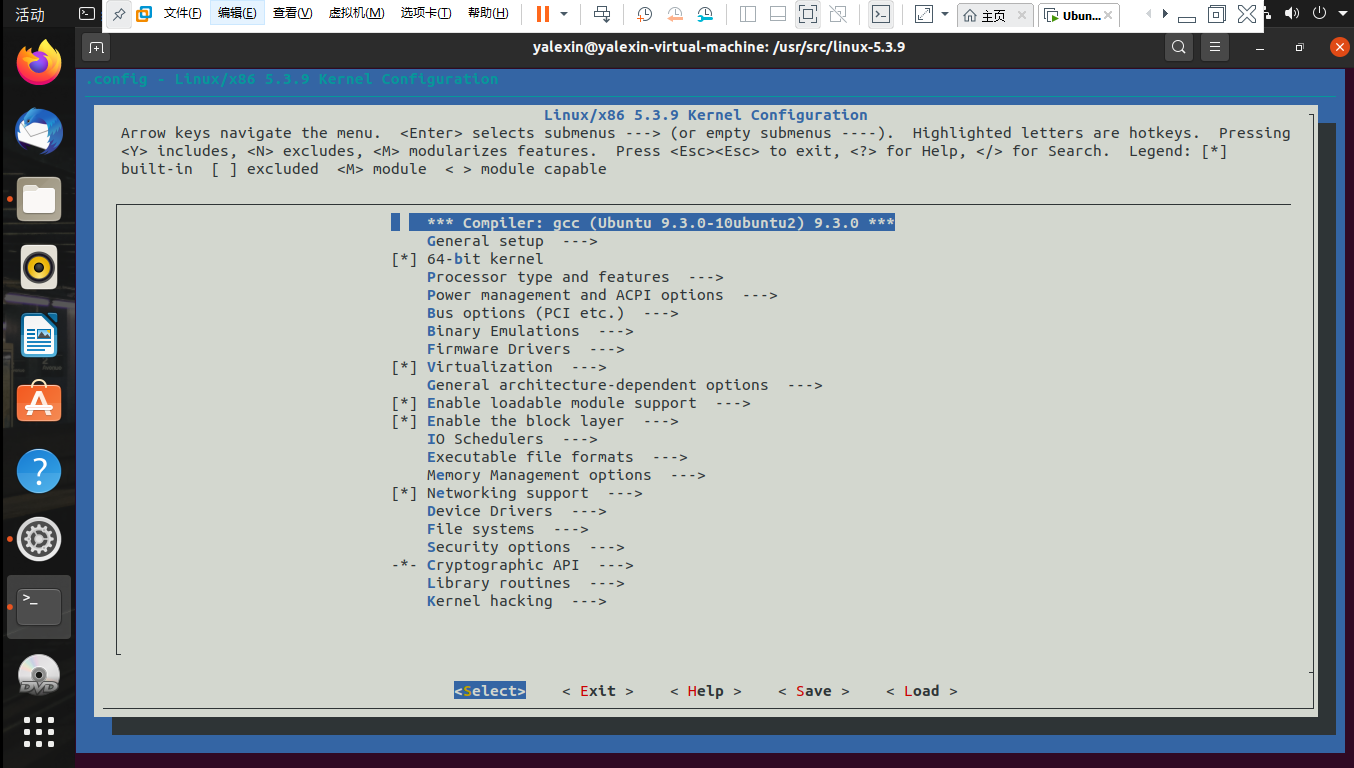 活动 文件(F) 编辑(E) 查看(V) 虚拟机(M) 选项卡(T) 帮助(H) 主页 Ubun...
yalexin@yalexin-virtual-machine: /usr/src/linux-5.3.9
.config - Linux/x86 5.3.9 Kernel Configuration
Linux/x86 5.3.9 Kernel Configuration
Arrow keys navigate the menu.  <Enter> selects submenus ---> (or empty submenus ----).  Highlighted letters are hotkeys.  Pressing
<Y> includes, <N> excludes, <M> modularizes features.  Press <Esc><Esc> to exit, <?> for Help, </> for Search.  Legend: [*]
built-in  [ ] excluded  <M> module  < > module capable
*** Compiler: gcc (Ubuntu 9.3.0-10ubuntu2) 9.3.0 ***
General setup  --->
[*] 64-bit kernel
Processor type and features  --->
Power management and ACPI options  --->
Bus options (PCI etc.)  --->
Binary Emulations  --->
Firmware Drivers  --->
[*] Virtualization  --->
General architecture-dependent options  --->
[*] Enable loadable module support  --->
[*] Enable the block layer  --->
IO Schedulers  --->
Executable file formats  --->
Memory Management options  --->
[*] Networking support  --->
Device Drivers  --->
File systems  --->
Security options  --->
-*- Cryptographic API  --->
Library routines  --->
Kernel hacking  --->
<Select>    < Exit >    < Help >    < Save >    < Load >
>_
DVD